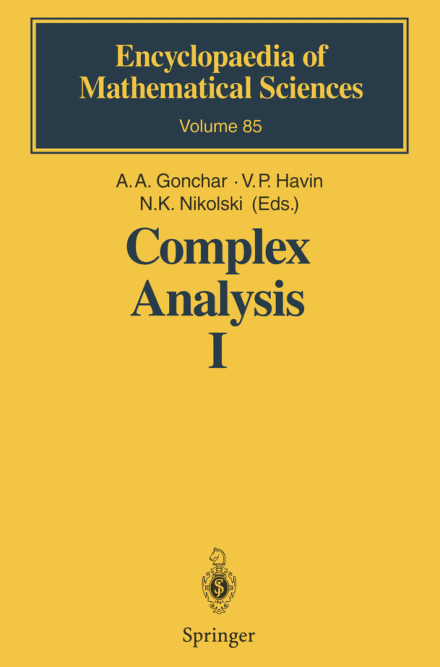 Encyclopaedia of
Mathematical Sciences
Volume 85
A.A. Gonchar · V.P. Havin
N.K. Nikolski (Eds.)
Complex
Analysis
I
Springer